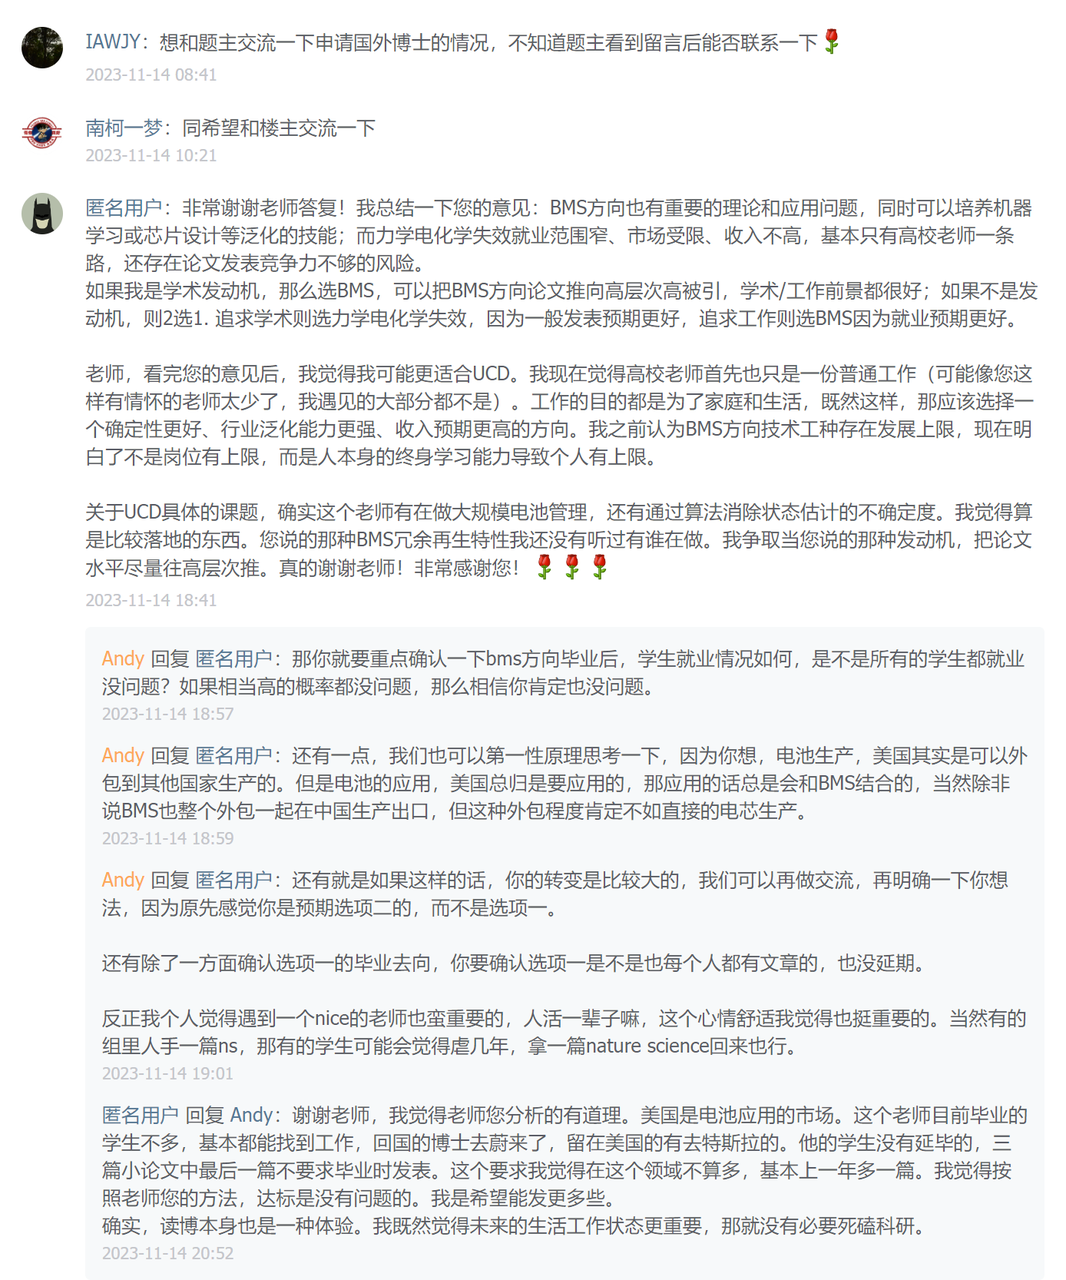 IAWJY：想和题主交流一下申请国外博士的情况，不知道题主看到留言后能否联系一下🌹
2023-11-14 08:41
南柯一梦：同希望和楼主交流一下
2023-11-14 10:21
匿名用户：非常谢谢老师答复！我总结一下您的意见：BMS方向也有重要的理论和应用问题，同时可以培养机器
学习或芯片设计等泛化的技能；而力学电化学失效就业范围窄、市场受限、收入不高，基本只有高校老师一条
路，还存在论文发表竞争力不够的风险。
如果我是学术发动机，那么选BMS，可以把BMS方向论文推向高层次高被引，学术/工作前景都很好；如果不是发
动机，则2选1. 追求学术则选力学电化学失效，因为一般发表预期更好，追求工作则选BMS因为就业预期更好。
老师，看完您的意见后，我觉得我可能更适合UCD。我现在觉得高校老师首先也只是一份普通工作（可能像您这
样有情怀的老师太少了，我遇见的大部分都不是）。工作的目的都是为了家庭和生活，既然这样，那应该选择一
个确定性更好、行业泛化能力更强、收入预期更高的方向。我之前认为BMS方向技术工种存在发展上限，现在明
白了不是岗位有上限，而是人本身的终身学习能力导致个人有上限。
关于UCD具体的课题，确实这个老师有在做大规模电池管理，还有通过算法消除状态估计的不确定度。我觉得算
是比较落地的东西。您说的那种BMS冗余再生特性我还没有听过有谁在做。我争取当您说的那种发动机，把论文
水平尽量往高层次推。真的谢谢老师！非常感谢您！🌹🌹🌹
2023-11-14 18:41
Andy 回复 匿名用户：那你就要重点确认一下bms方向毕业后，学生就业情况如何，是不是所有的学生都就业
没问题？如果相当高的概率都没问题，那么相信你肯定也没问题。
2023-11-14 18:57
Andy 回复 匿名用户：还有一点，我们也可以第一性原理思考一下，因为你想，电池生产，美国其实是可以外
包到其他国家生产的。但是电池的应用，美国总归是要应用的，那应用的话总是会和BMS结合的，当然除非
说BMS也整个外包一起在中国生产出口，但这种外包程度肯定不如直接的电芯生产。
2023-11-14 18:59
Andy 回复 匿名用户：还有就是如果这样的话，你的转变是比较大的，我们可以再做交流，再明确一下你想
法，因为原先感觉你是预期选项二的，而不是选项一。
还有除了一方面确认选项一的毕业去向，你要确认选项一是不是也每个人都有文章的，也没延期。
反正我个人觉得遇到一个nice的老师也蛮重要的，人活一辈子嘛，这个心情舒适我觉得也挺重要的。当然有的
组里人手一篇ns，那有的学生可能会觉得虐几年，拿一篇nature science回来也行。
2023-11-14 19:01
匿名用户 回复 Andy：谢谢老师，我觉得老师您分析的有道理。美国是电池应用的市场。这个老师目前毕业的
学生不多，基本都能找到工作，回国的博士去蔚来了，留在美国的有去特斯拉的。他的学生没有延毕的，三
篇小论文中最后一篇不要求毕业时发表。这个要求我觉得在这个领域不算多，基本上一年多一篇。我觉得按
照老师您的方法，达标是没有问题的。我是希望能发更多些。
确实，读博本身也是一种体验。我既然觉得未来的生活工作状态更重要，那就没有必要死磕科研。
2023-11-14 20:52